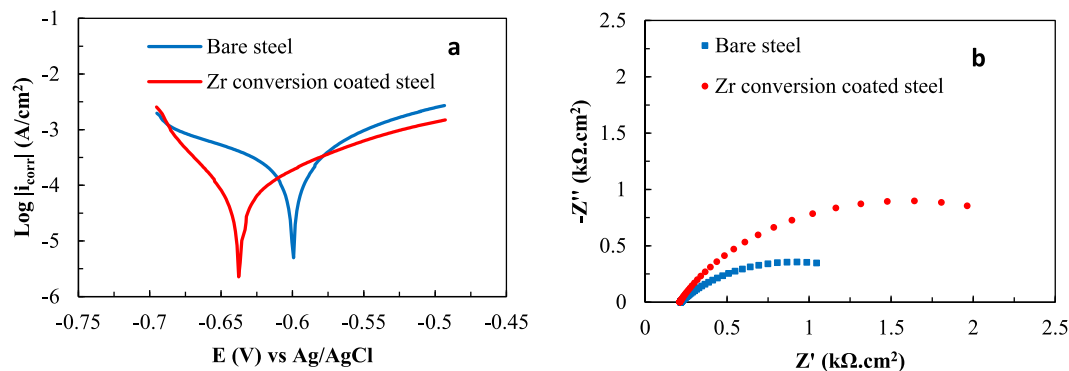 a
Bare steel
Zr conversion coated steel
Log |i_corr| (A/cm²)
-1
-2
-3
-4
-5
-6
-0.75
-0.7
-0.65
-0.6
-0.55
-0.5
-0.45
E (V) vs Ag/AgCl
b
Bare steel
Zr conversion coated steel
-Z'' (kΩ.cm²)
2.5
2
1.5
1
0.5
0
0
0.5
1
1.5
2
2.5
Z' (kΩ.cm²)